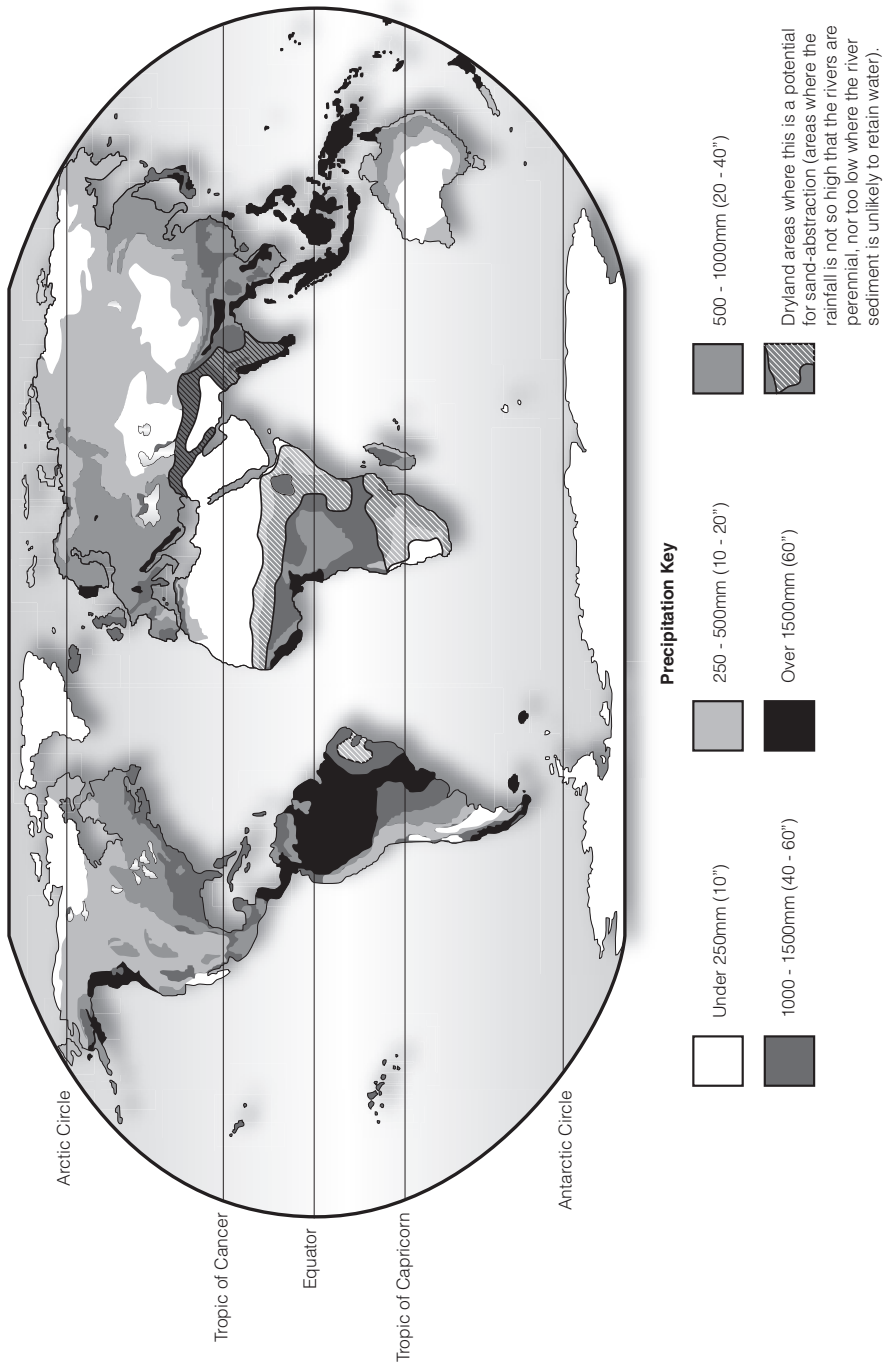 Arctic Circle
Tropic of Cancer
Equator
Tropic of Capricorn
Antarctic Circle
Precipitation Key
Under 250mm (10”)
250 - 500mm (10 - 20”)
500 - 1000mm (20 - 40”)
1000 - 1500mm (40 - 60”)
Over 1500mm (60”)
Dryland areas where this is a potential
for sand-abstraction (areas where the
rainfall is not so high that the rivers are
perennial, nor too low where the river
sediment is unlikely to retain water).